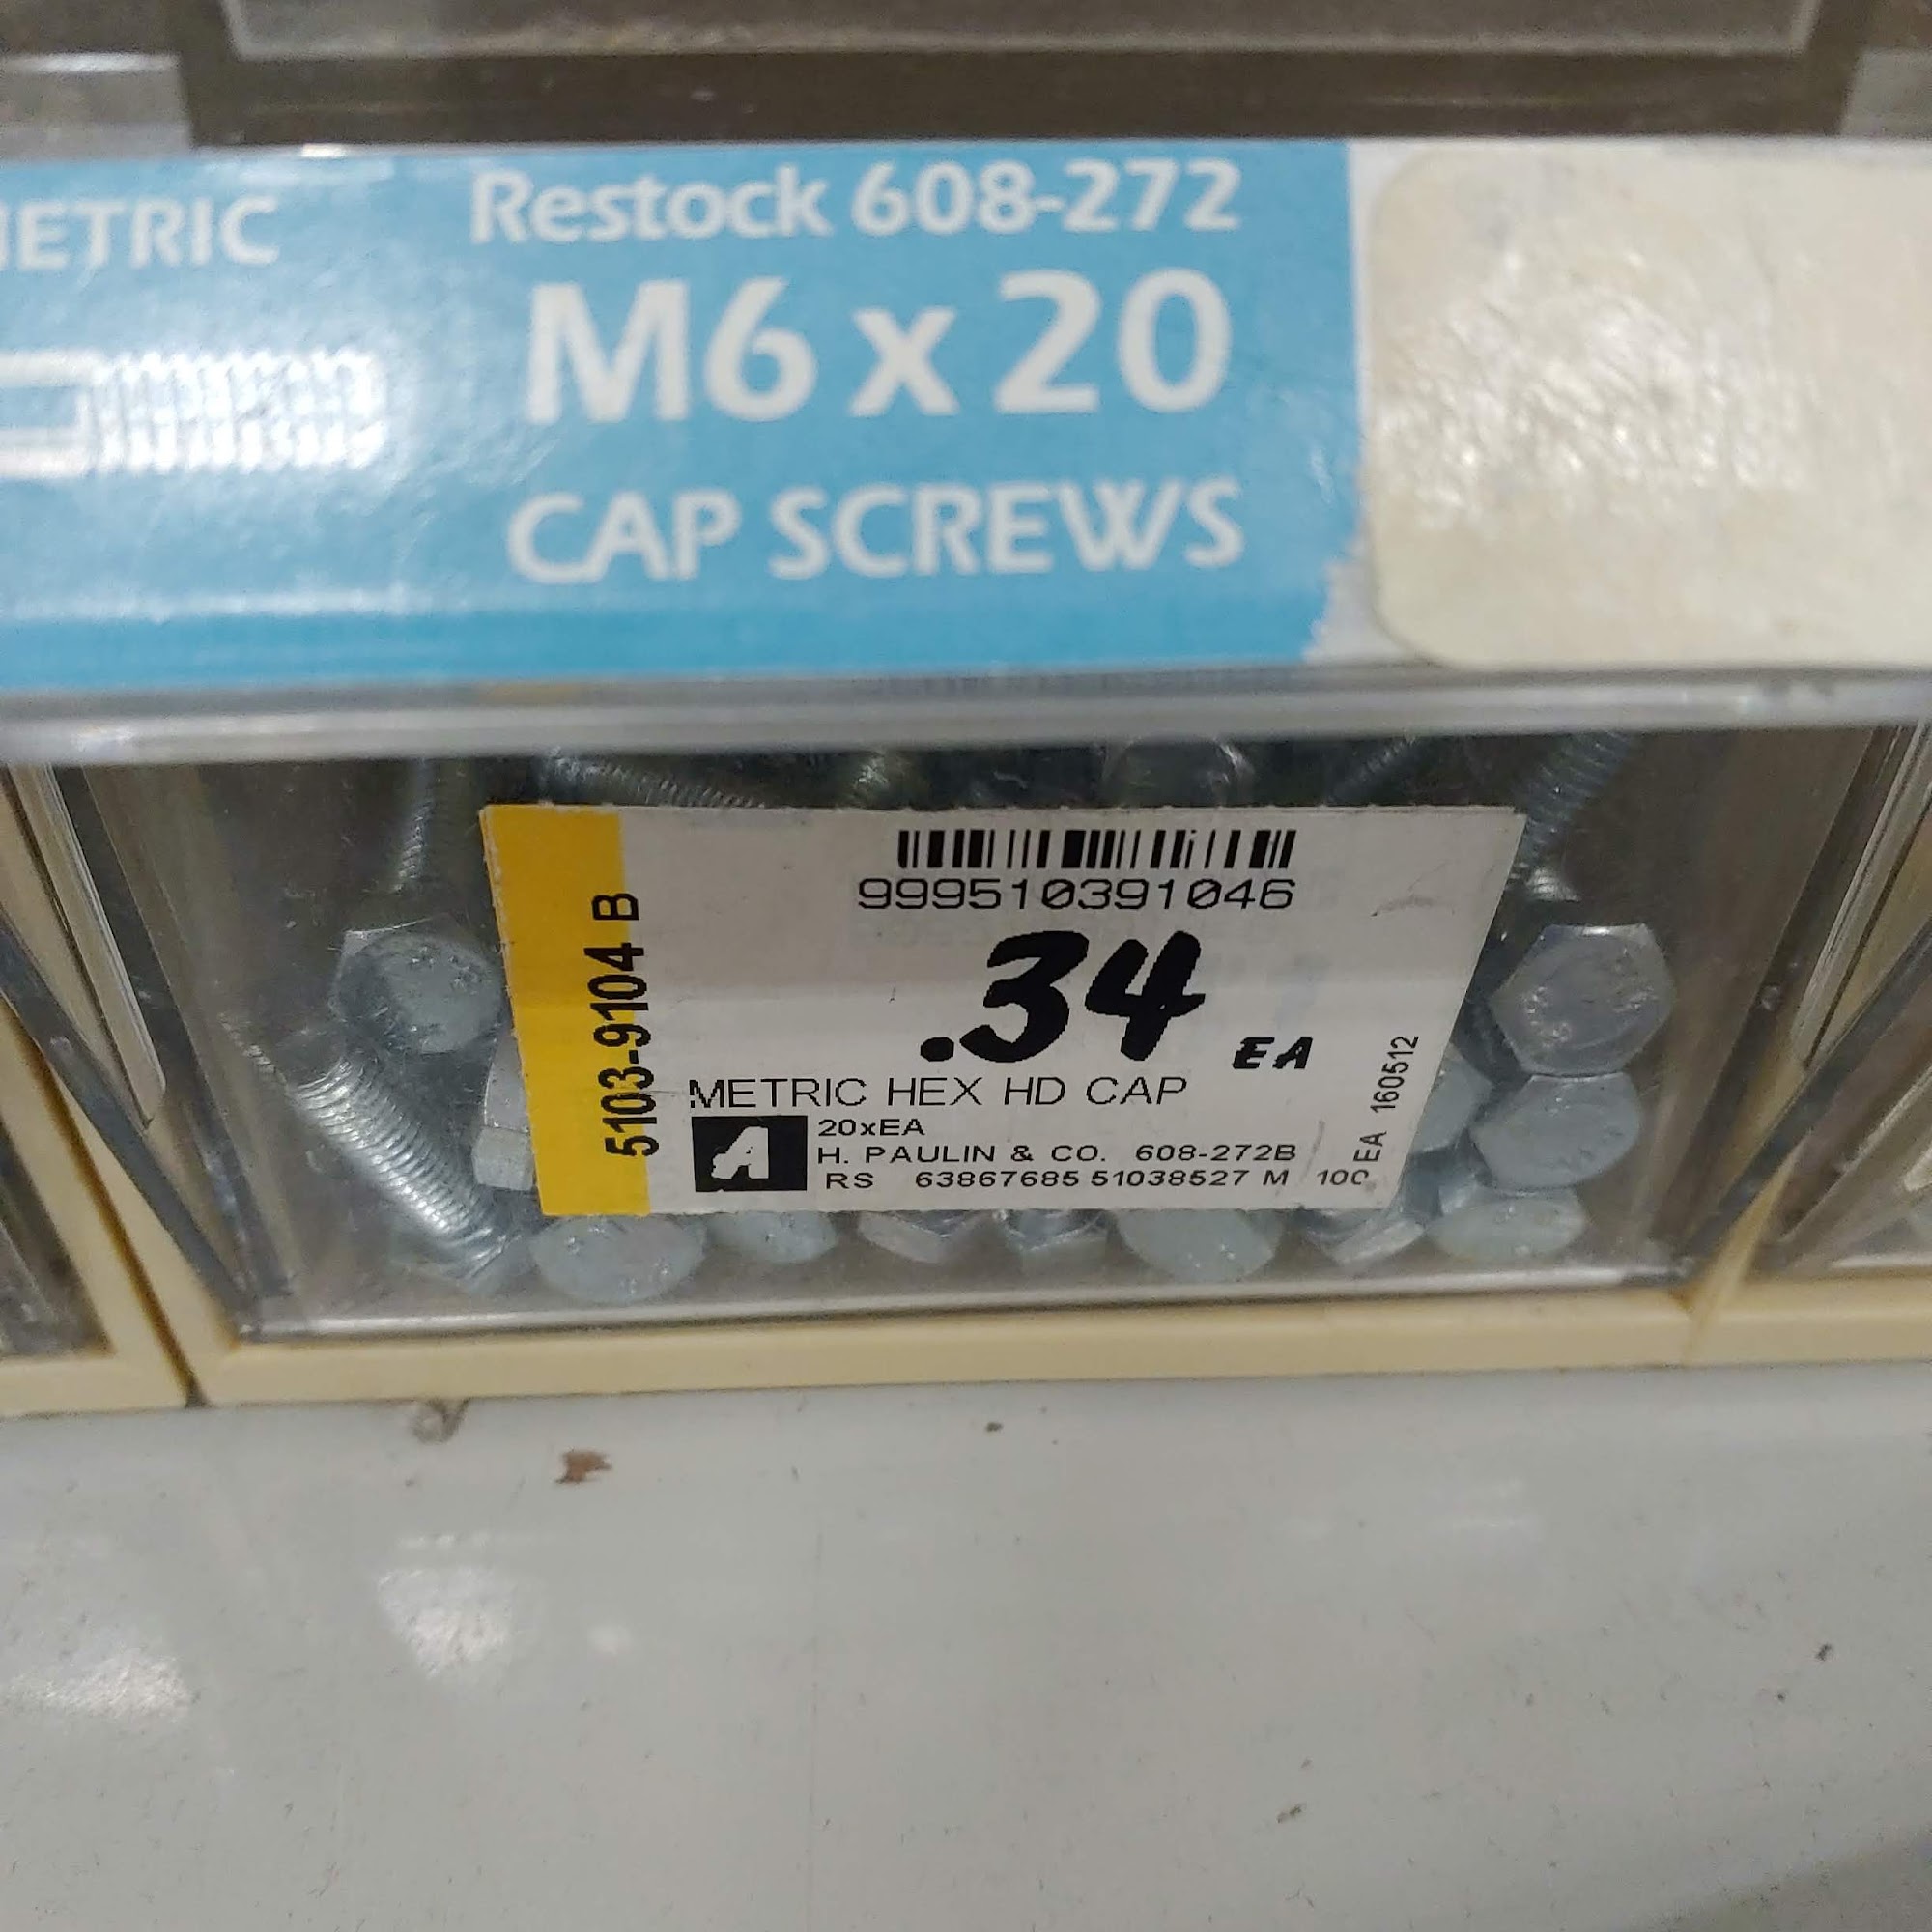 Restock 608-272
METRIC
M6 x 20
CAP SCREWS
999510391046
.34 EA
5103-9104 B
METRIC HEX HD CAP
A
20xEA
H. PAULIN & CO. 608-272B
RS 63867685 51038527 M
EA 160512